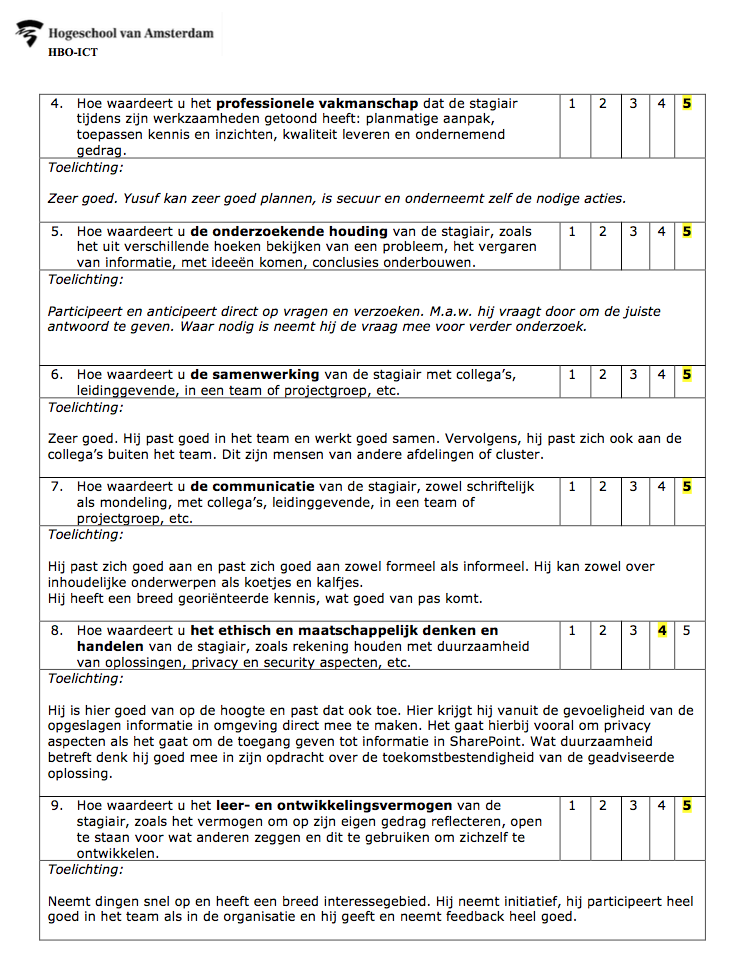 Hogeschool van Amsterdam
HBO-ICT
4. Hoe waardeert u het professionele vakmanschap dat de stagiair 1 2 3 4 5
tijdens zijn werkzaamheden getoond heeft: planmatige aanpak,
toepassen kennis en inzichten, kwaliteit leveren en ondernemend
gedrag.
Toelichting:
Zeer goed. Yusuf kan zeer goed plannen, is secuur en onderneemt zelf de nodige acties.
5. Hoe waardeert u de onderzoekende houding van de stagiair, zoals 1 2 3 4 5
het uit verschillende hoeken bekijken van een probleem, het vergaren
van informatie, met ideeën komen, conclusies onderbouwen.
Toelichting:
Participeert en anticipeert direct op vragen en verzoeken. M.a.w. hij vraagt door om de juiste
antwoord te geven. Waar nodig is neemt hij de vraag mee voor verder onderzoek.
6. Hoe waardeert u de samenwerking van de stagiair met collega's, 1 2 3 4 5
leidinggevende, in een team of projectgroep, etc.
Toelichting:
Zeer goed. Hij past goed in het team en werkt goed samen. Vervolgens, hij past zich ook aan de
collega's buiten het team. Dit zijn mensen van andere afdelingen of cluster.
7. Hoe waardeert u de communicatie van de stagiair, zowel schriftelijk 1 2 3 4 5
als mondeling, met collega's, leidinggevende, in een team of
projectgroep, etc.
Toelichting:
Hij past zich goed aan en past zich goed aan zowel formeel als informeel. Hij kan zowel over
inhoudelijke onderwerpen als koetjes en kalfjes.
Hij heeft een breed georiënteerde kennis, wat goed van pas komt.
8. Hoe waardeert u het ethisch en maatschappelijk denken en 1 2 3 4 5
handelen van de stagiair, zoals rekening houden met duurzaamheid
van oplossingen, privacy en security aspecten, etc.
Toelichting:
Hij is hier goed van op de hoogte en past dat ook toe. Hier krijgt hij vanuit de gevoeligheid van de
opgeslagen informatie in omgeving direct mee te maken. Het gaat hierbij vooral om privacy
aspecten als het gaat om de toegang geven tot informatie in SharePoint. Wat duurzaamheid
betreft denk hij goed mee in zijn opdracht over de toekomstbestendigheid van de geadviseerde
oplossing.
9. Hoe waardeert u het leer- en ontwikkelingsvermogen van de 1 2 3 4 5
stagiair, zoals het vermogen om op zijn eigen gedrag reflecteren, open
te staan voor wat anderen zeggen en dit te gebruiken om zichzelf te
ontwikkelen.
Toelichting:
Neemt dingen snel op en heeft een breed interessegebied. Hij neemt initiatief, hij participeert heel
goed in het team als in de organisatie en hij geeft en neemt feedback heel goed.